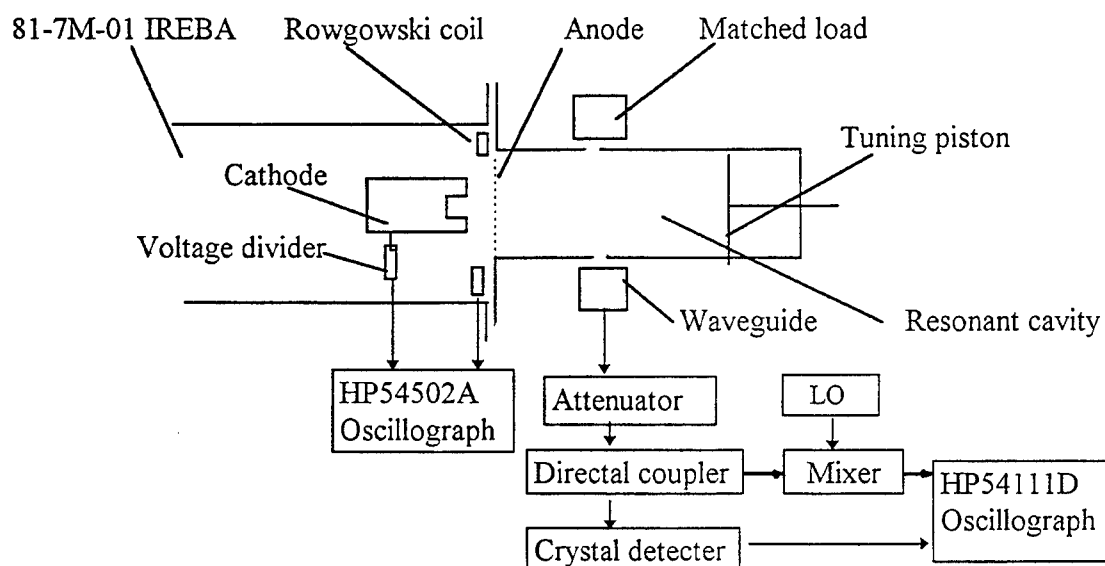 81-7M-01 IREBA
Rowgowski coil
Anode
Matched load
Tuning piston
Cathode
Voltage divider
Waveguide
Resonant cavity
HP54502A
Oscillograph
Attenuator
LO
Directal coupler
Mixer
HP54111D
Oscillograph
Crystal detecter